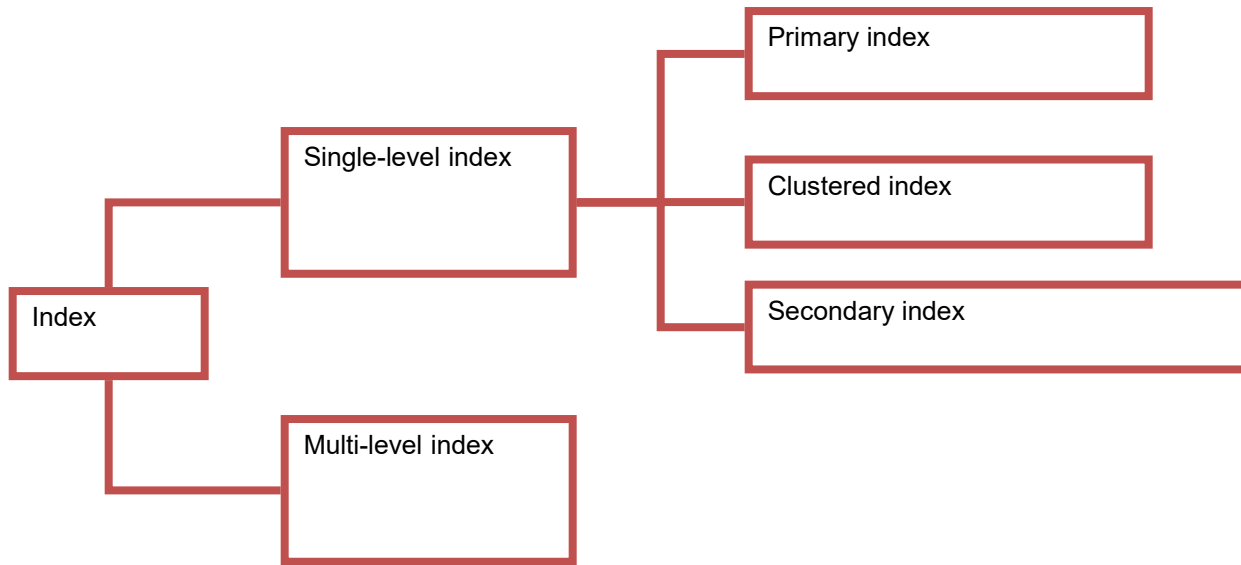 Primary index
Single-level index
Clustered index
Index
Secondary index
Multi-level index